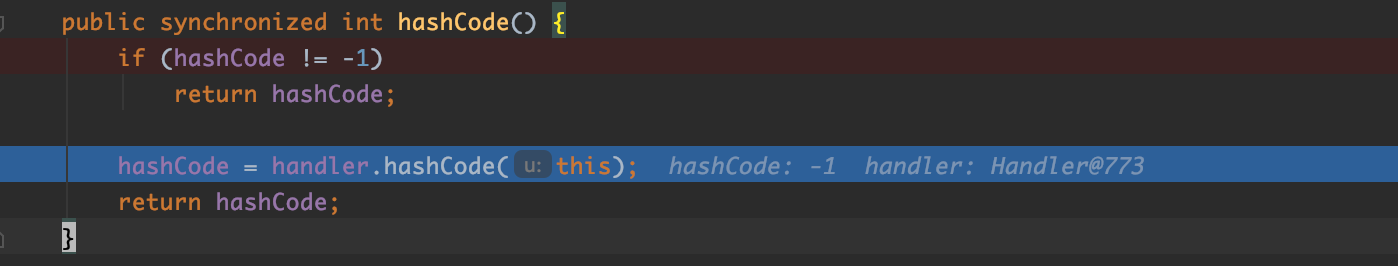 public synchronized int hashCode() {
if (hashCode != -1)
return hashCode;
hashCode = handler.hashCode( u: this); hashCode: -1 handler: Handler@773
return hashCode;
}